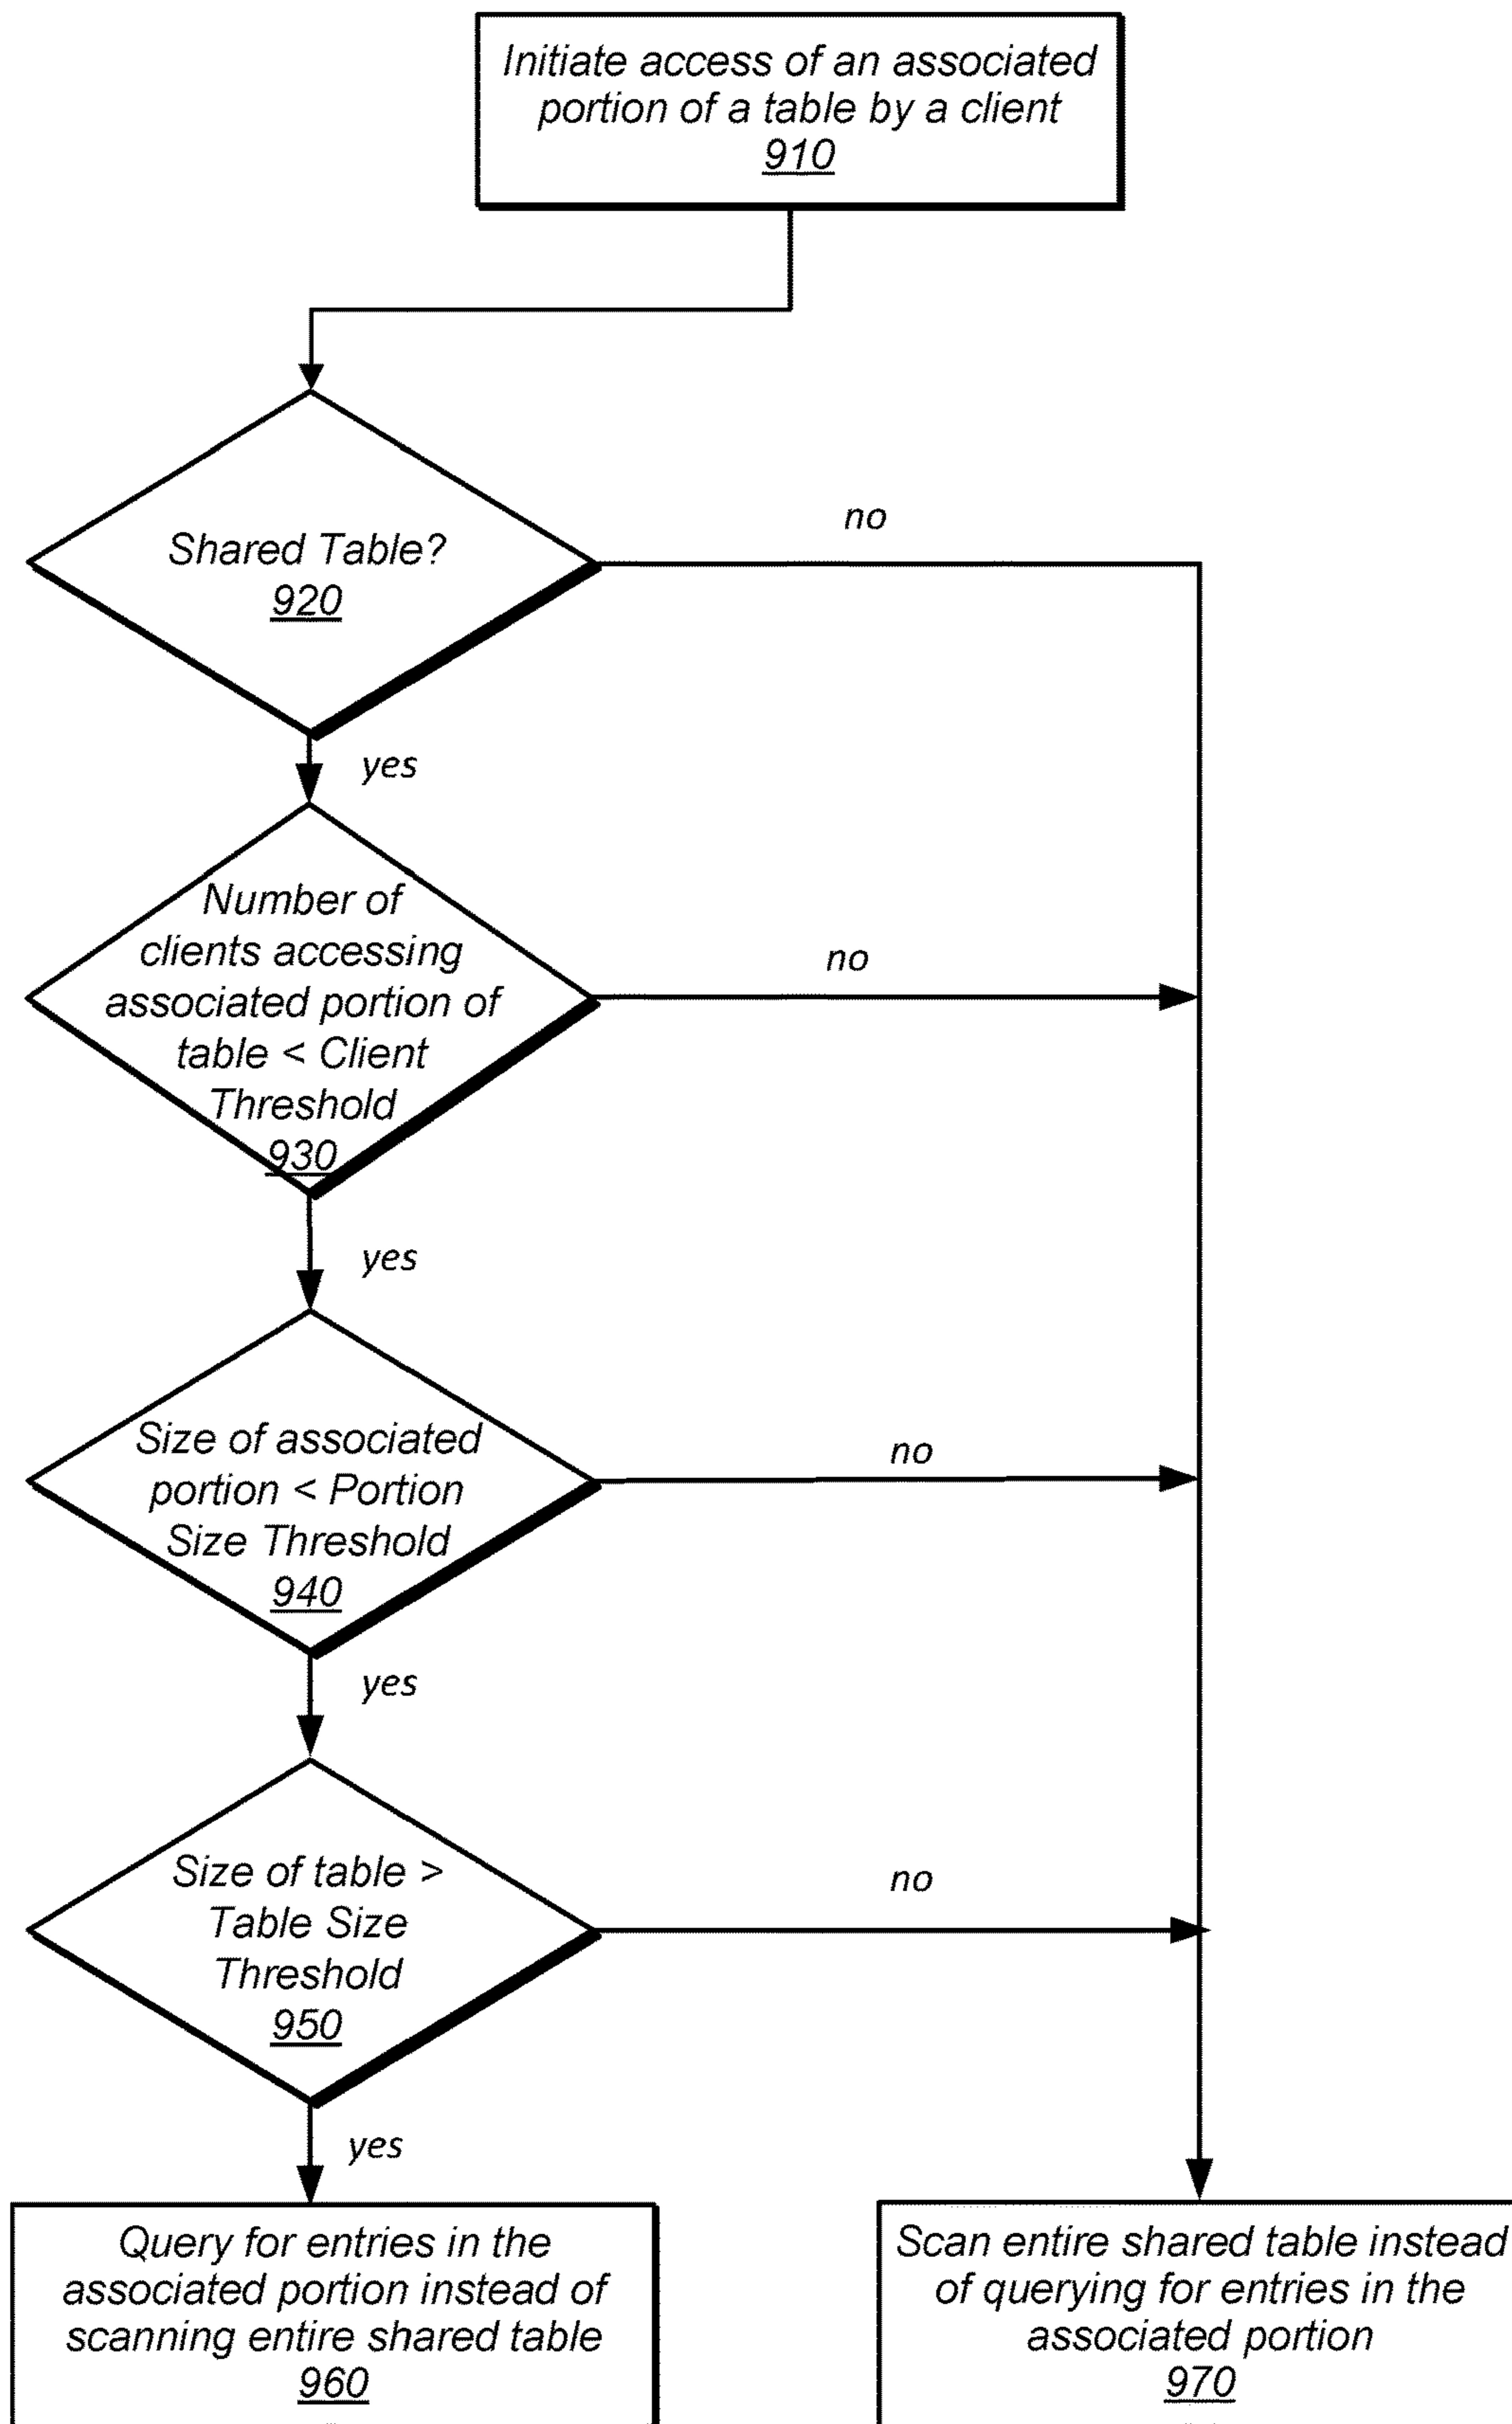 Initiate access of an associated
portion of a table by a client
910
Shared Table?
920
no
yes
Number of
clients accessing
associated portion of
table < Client
Threshold
930
no
yes
Size of associated
portion < Portion
Size Threshold
940
no
yes
Size of table >
Table Size
Threshold
950
no
yes
Query for entries in the
associated portion instead of
scanning entire shared table
960
Scan entire shared table instead
of querying for entries in the
associated portion
970